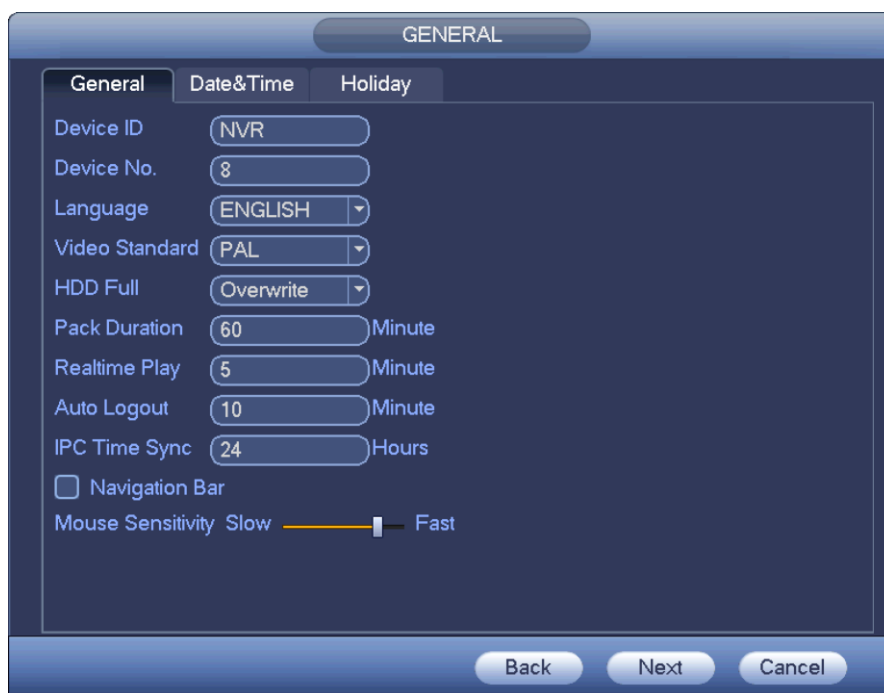 GENERAL
General Date&Time Holiday
Device ID NVR
Device No. 8
Language ENGLISH
Video Standard PAL
HDD Full Overwrite
Pack Duration 60 Minute
Realtime Play 5 Minute
Auto Logout 10 Minute
IPC Time Sync 24 Hours
Navigation Bar
Mouse Sensitivity Slow Fast
Back Next Cancel